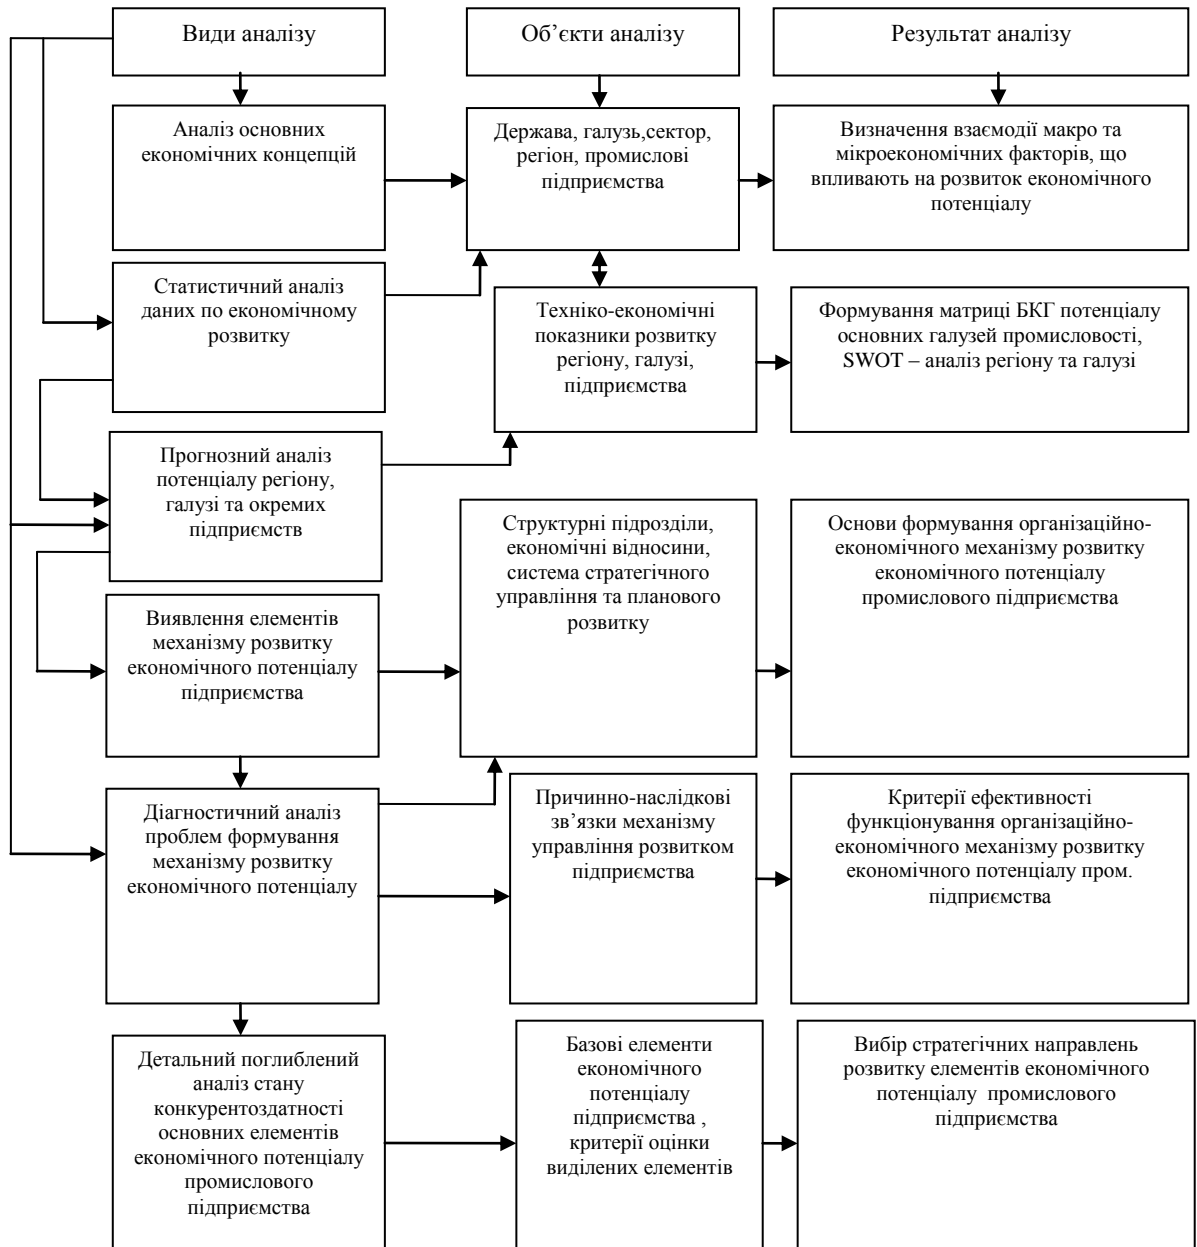 Види аналізу
Об’єкти аналізу
Результат аналізу
Аналіз основних
економічних концепцій
Держава, галузь,сектор,
регіон, промислові
підприємства
Визначення взаємодії макро та
мікроекономічних факторів, що
впливають на розвиток економічного
потенціалу
Статистичний аналіз
даних по економічному
розвитку
Техніко-економічні
показники розвитку
регіону, галузі,
підприємства
Формування матриці БКГ потенціалу
основних галузей промисловості,
SWOT – аналіз регіону та галузі
Прогнозний аналіз
потенціалу регіону,
галузі та окремих
підприємств
Структурні підрозділи,
економічні відносини,
система стратегічного
управління та планового
розвитку
Основи формування організаційно-
економічного механізму розвитку
економічного потенціалу
промислового підприємства
Виявлення елементів
механізму розвитку
економічного потенціалу
підприємства
Діагностичний аналіз
проблем формування
механізму розвитку
економічного потенціалу
Причинно-наслідкові
зв’язки механізму
управління розвитком
підприємства
Критерії ефективності
функціонування організаційно-
економічного механізму розвитку
економічного потенціалу пром.
підприємства
Детальний поглиблений
аналіз стану
конкурентоздатності
основних елементів
економічного потенціалу
промислового
підприємства
Базові елементи
економічного
потенціалу
підприємства ,
критерії оцінки
виділених елементів
Вибір стратегічних направлень
розвитку елементів економічного
потенціалу промислового
підприємства